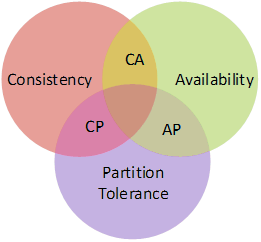 CA
Consistency
Availability
CP
AP
Partition
Tolerance